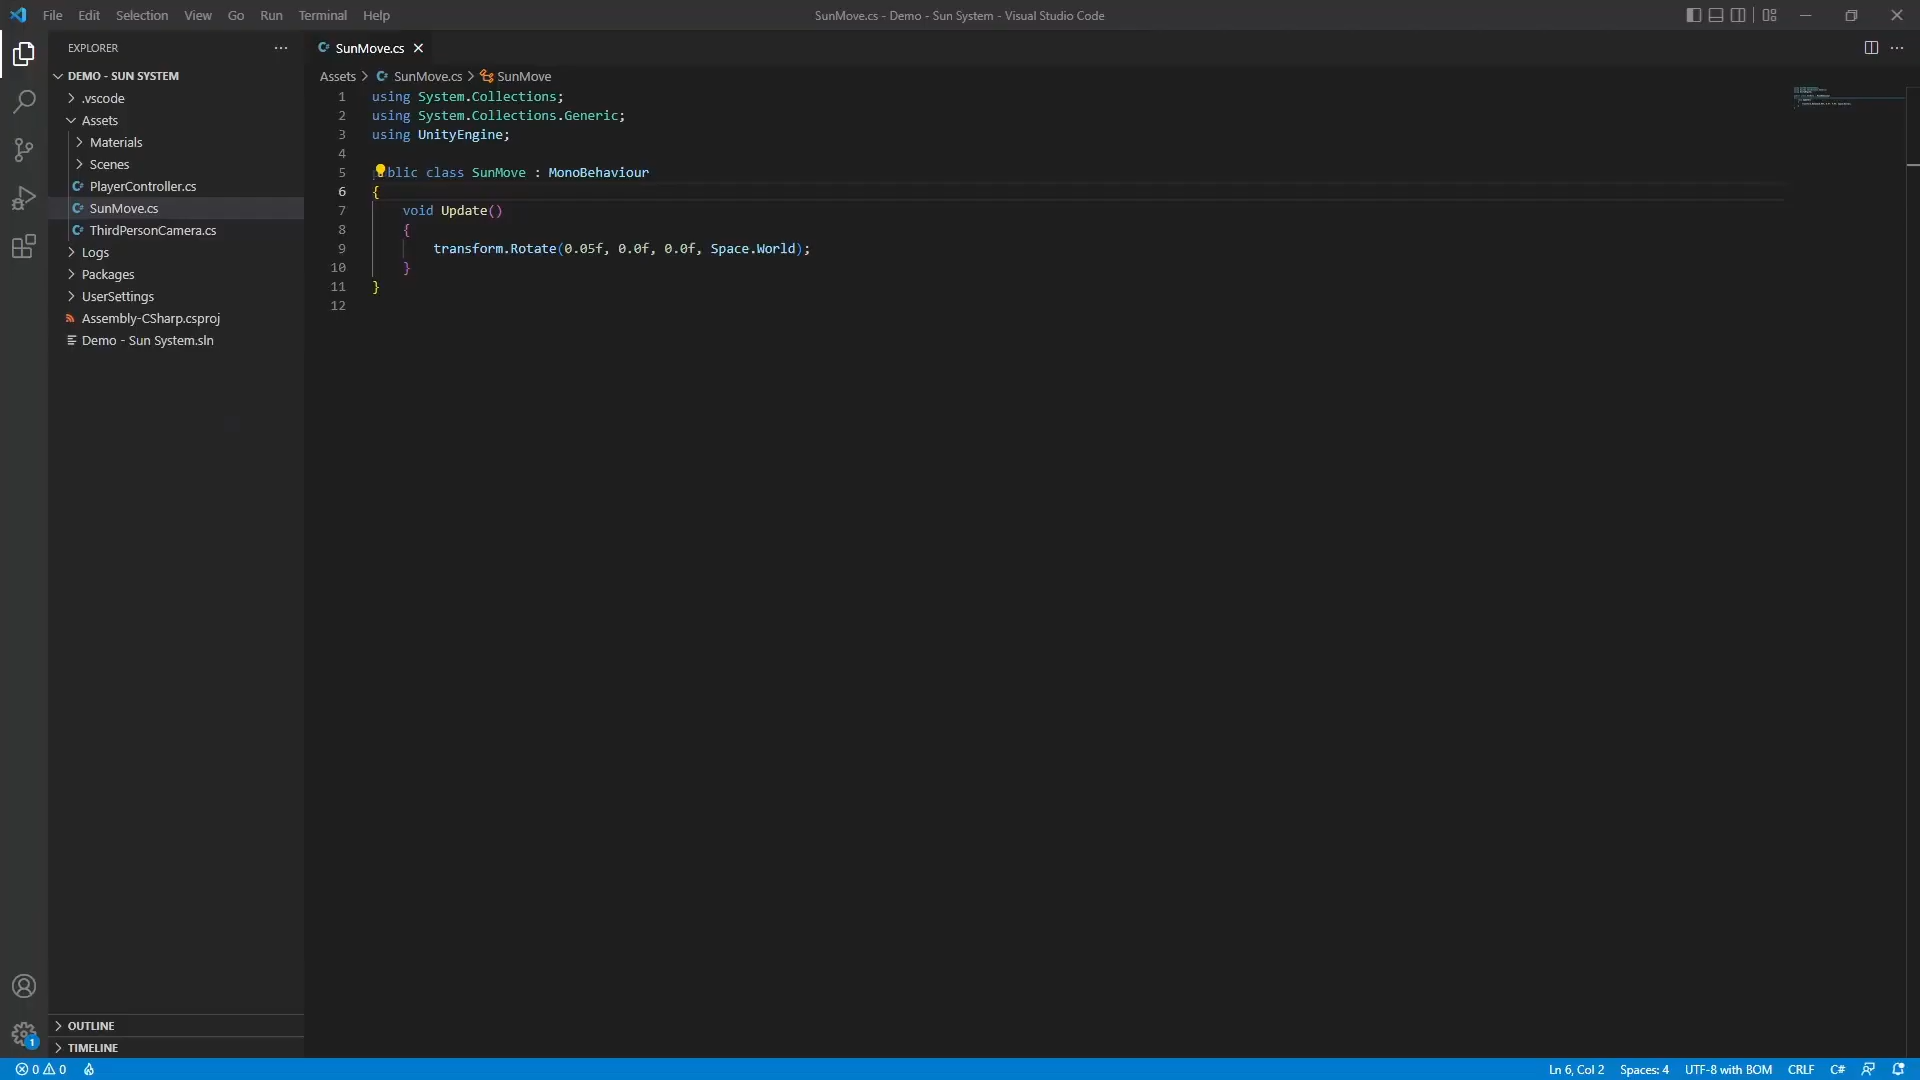 File Edit Selection View Go Run Terminal Help
SunMove.cs - Demo - Sun System - Visual Studio Code
EXPLORER
DEMO - SUN SYSTEM
.vscode
Assets
Materials
Scenes
C# PlayerController.cs
C# SunMove.cs
C# ThirdPersonCamera.cs
Logs
Packages
UserSettings
Assembly-CSharp.csproj
Demo - Sun System.sln
OUTLINE
TIMELINE
C# SunMove.cs
Assets > C# SunMove.cs > SunMove
1 using System.Collections;
2 using System.Collections.Generic;
3 using UnityEngine;
4
5 blic class SunMove : MonoBehaviour
6 {
7 void Update()
8 {
9 transform.Rotate(0.05f, 0.0f, 0.0f, Space.World);
10 }
11 }
12
1
0 0
Ln 6, Col 2 Spaces: 4 UTF-8 with BOM CRLF C#